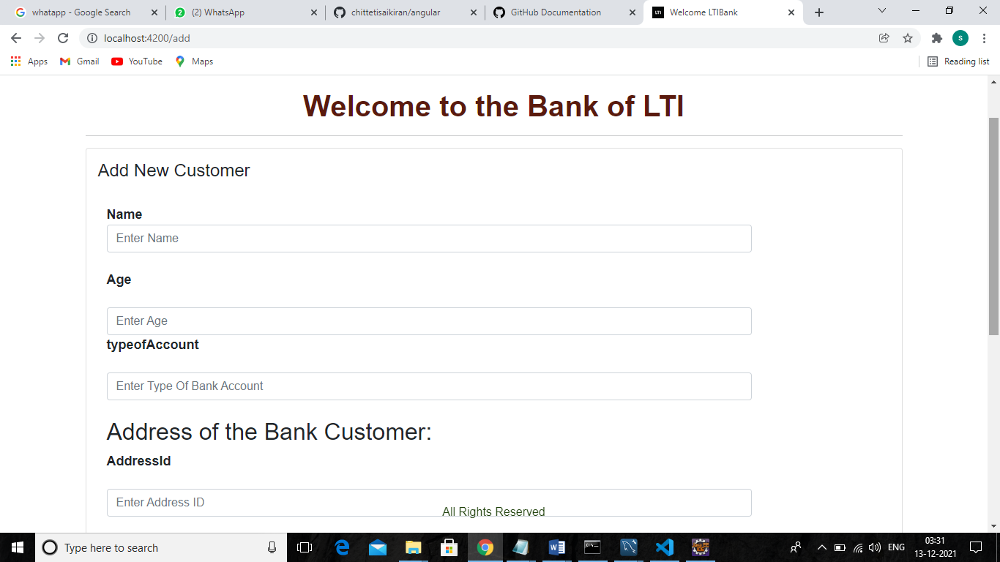 whatapp - Google Search
(2) WhatsApp
chittetisaikiran/angular
GitHub Documentation
LTI
Welcome LTIBank
localhost:4200/add
S
Apps
Gmail
YouTube
Maps
Reading list
Welcome to the Bank of LTI
Add New Customer
Name
Enter Name
Age
Enter Age
typeofAccount
Enter Type Of Bank Account
Address of the Bank Customer:
AddressId
Enter Address ID
All Rights Reserved
Type here to search
ENG
03:31
13-12-2021